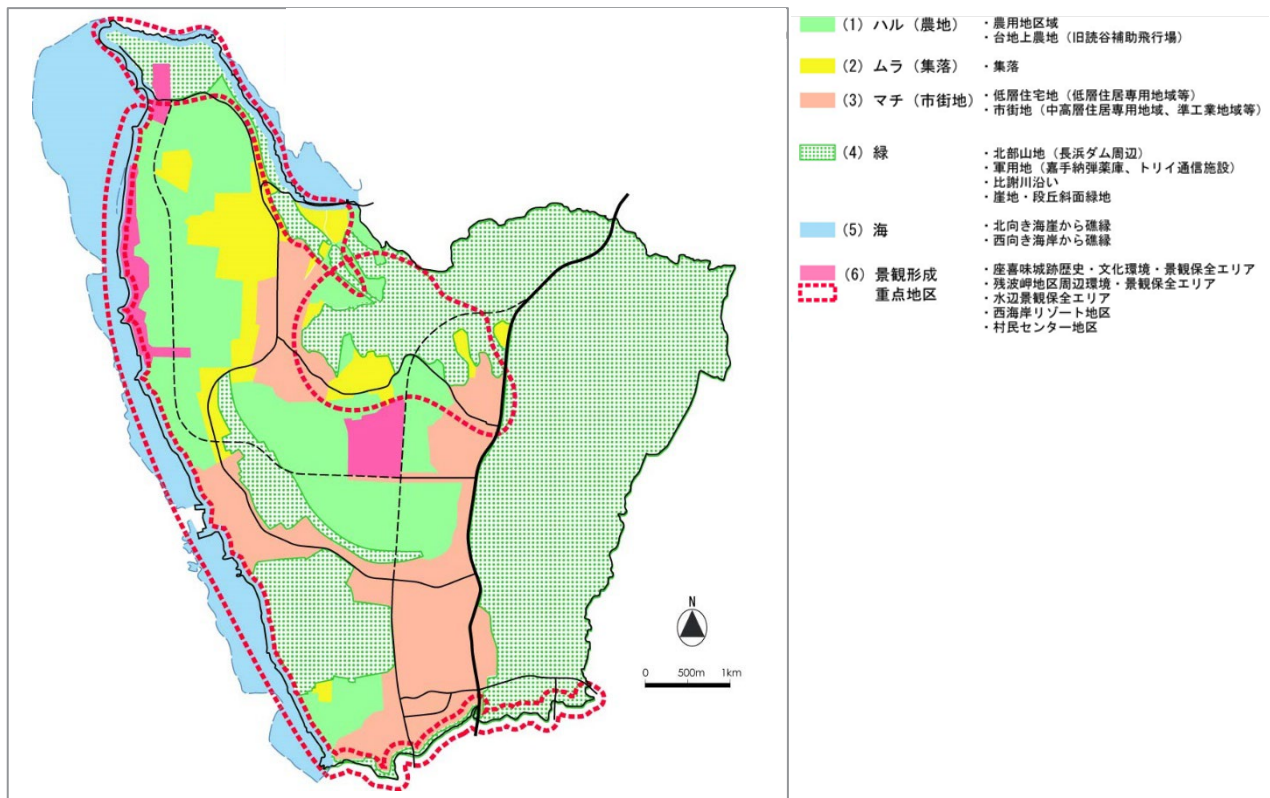 (1) ハル（農地）
・農用地区域
・台地上農地（旧読谷補助飛行場）
(2) ムラ（集落）
・集落
(3) マチ（市街地）
・低層住宅地（低層住居専用地域等）
・市街地（中高層住居専用地域、準工業地域等）
(4) 緑
・北部山地（長浜ダム周辺）
・軍用地（嘉手納弾薬庫、トリイ通信施設）
・比謝川沿い
・崖地・段丘斜面緑地
(5) 海
・北向き海崖から礁縁
・西向き海岸から礁縁
(6) 景観形成
重点地区
・座喜味城跡歴史・文化環境・景観保全エリア
・残波岬地区周辺環境・景観保全エリア
・水辺景観保全エリア
・西海岸リゾート地区
・村民センター地区
N
0 500m 1km